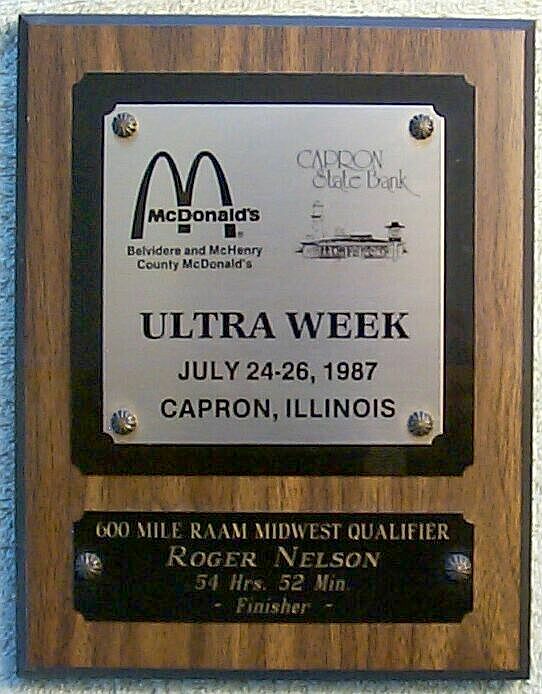 McDonald's®
Belvidere and McHenry
County McDonald's
CAPRON
State Bank
ULTRA WEEK
JULY 24-26, 1987
CAPRON, ILLINOIS
600 MILE RAAM MIDWEST QUALIFIER
ROGER NELSON
54 Hrs. 52 Min.
- Finisher -